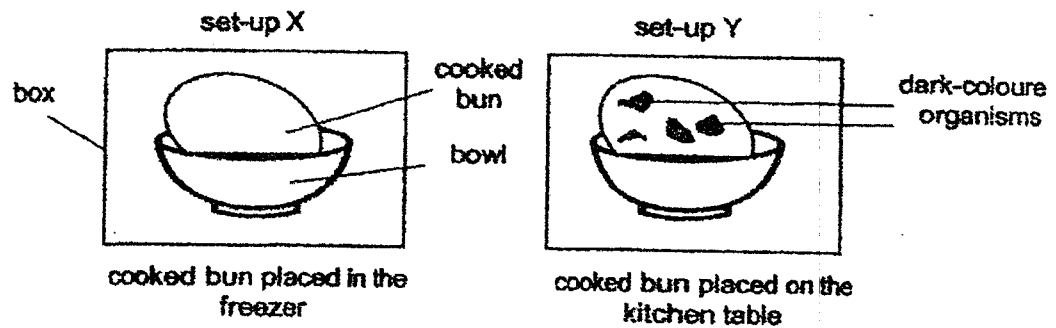 set-up X
set-up Y
box
cooked
bun
bowl
dark-coloure
organisms
cooked bun placed in the
freezer
cooked bun placed on the
kitchen table